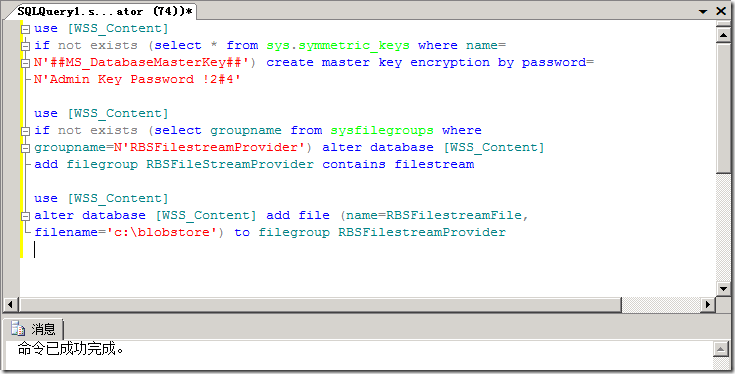 SQLQuery1.s...ator (74))*
use [WSS_Content]
if not exists (select * from sys.symmetric_keys where name=
N'##MS_DatabaseMasterKey##') create master key encryption by password=
N'Admin Key Password !2#4'
use [WSS_Content]
if not exists (select groupname from sysfilegroups where
groupname=N'RBSFilestreamProvider') alter database [WSS_Content]
add filegroup RBSFileStreamProvider contains filestream
use [WSS_Content]
alter database [WSS_Content] add file (name=RBSFilestreamFile,
filename='c:\blobstore') to filegroup RBSFilestreamProvider
消息
命令已成功完成。